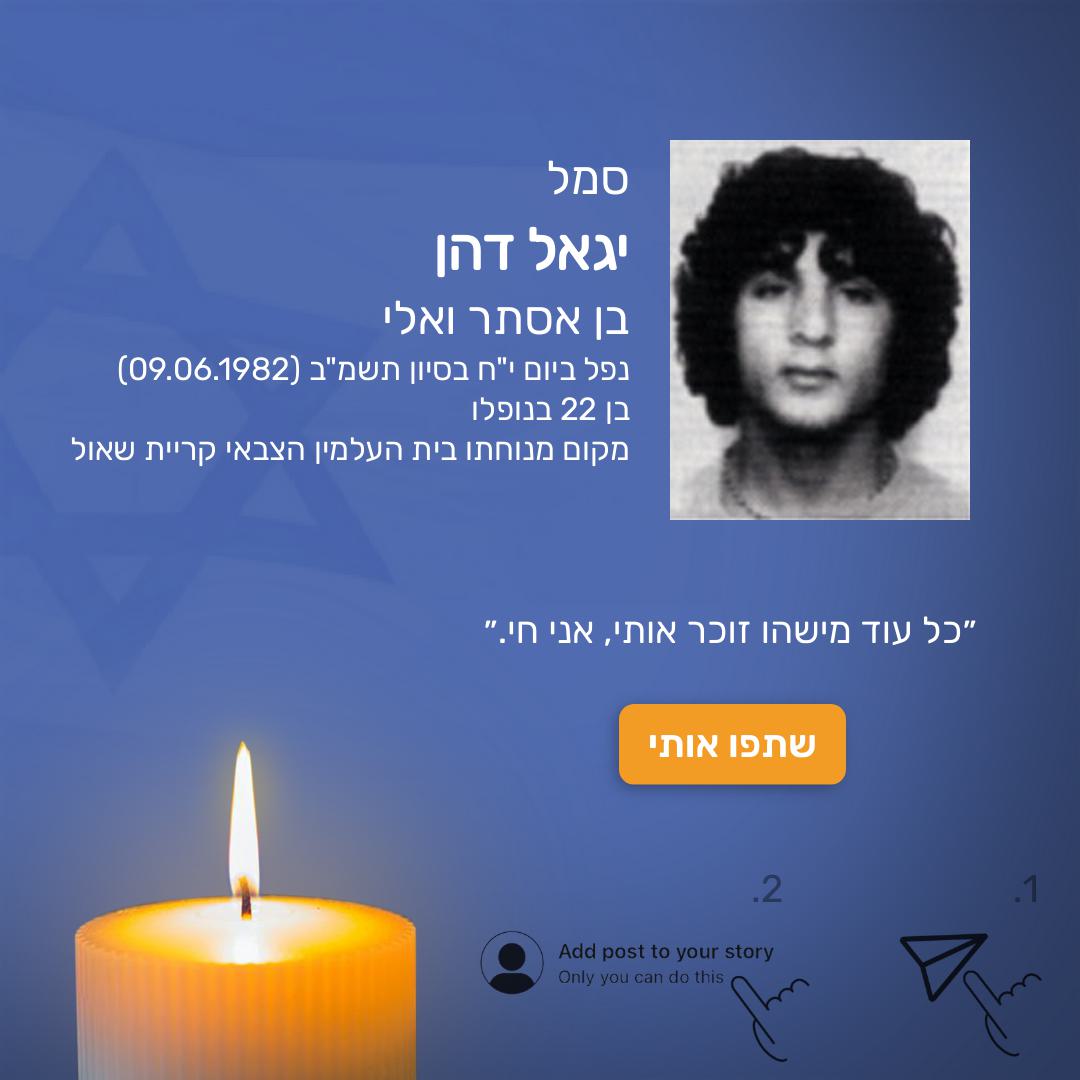 סמל
יגאל דהן
בן אסתר ואלי
נפל ביום י"ח בסיון תשמ"ב (09.06.1982)
בן 22 בנופלו
מקום מנוחתו בית העלמין הצבאי קריית שאול
״כל עוד מישהו זוכר אותי, אני חי.״
שתפו אותי
.1
.2
Add post to your story
Only you can do this